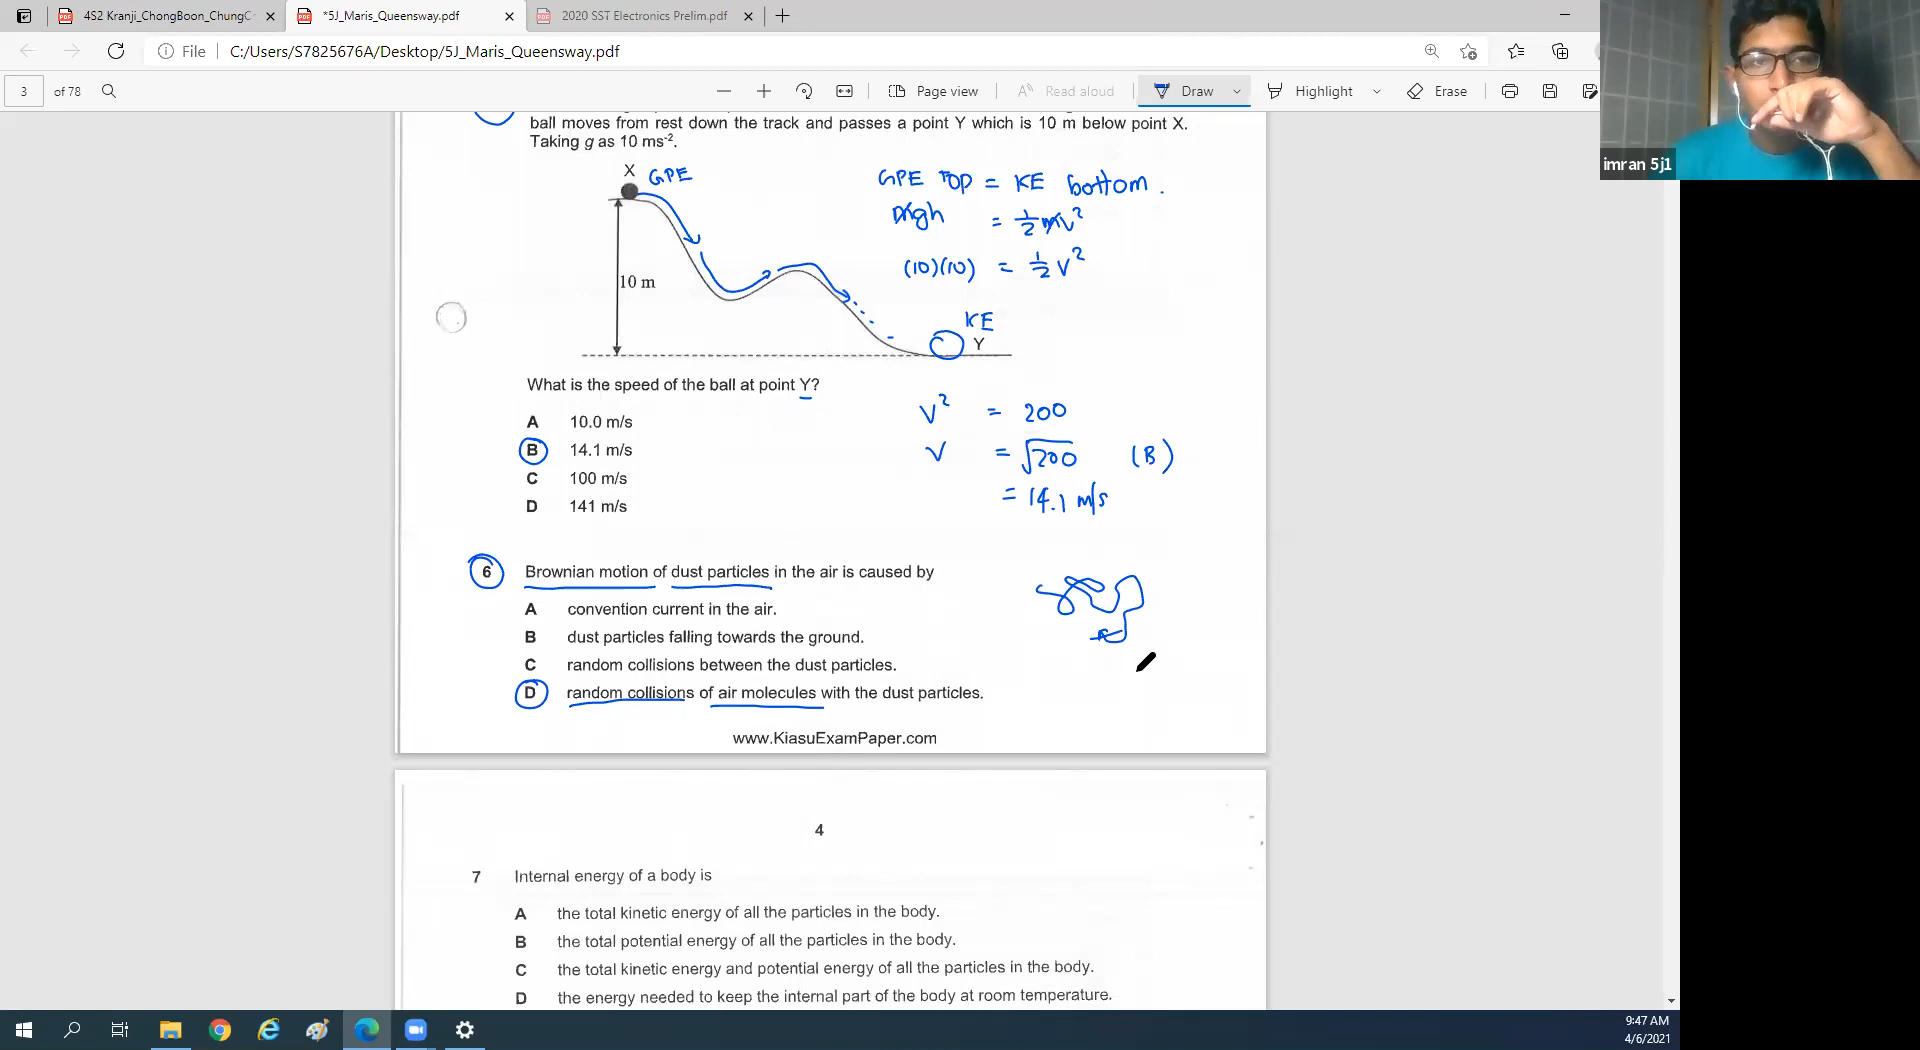 4S2 Kranji_ChongBoon_ChungC
*5J_Maris_Queensway.pdf
2020 SST Electronics Prelim.pdf
File
C:/Users/S7825676A/Desktop/5J_Maris_Queensway.pdf
3
of 78
Page view
Read aloud
Draw
Highlight
Erase
imran 5j1
ball moves from rest down the track and passes a point Y which is 10 m below point X.
Taking g as 10 ms-2.
X
GPE
GPE TOP = KE bottom.
mgh = 1/2 mv²
(10)(10) = 1/2 v²
10 m
KE
Y
What is the speed of the ball at point Y?
A 10.0 m/s
B 14.1 m/s
C 100 m/s
D 141 m/s
V² = 200
V = √200 (B)
= 14.1 m/s
6 Brownian motion of dust particles in the air is caused by
A convention current in the air.
B dust particles falling towards the ground.
C random collisions between the dust particles.
D random collisions of air molecules with the dust particles.
www.KiasuExamPaper.com
4
7 Internal energy of a body is
A the total kinetic energy of all the particles in the body.
B the total potential energy of all the particles in the body.
C the total kinetic energy and potential energy of all the particles in the body.
D the energy needed to keep the internal part of the body at room temperature.
9:47 AM
4/6/2021